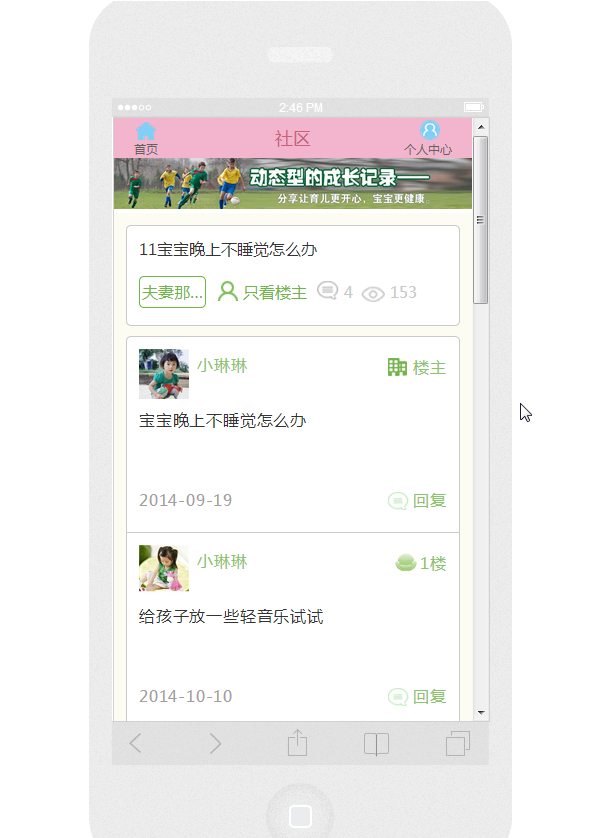 2:46 PM
首页
社区
个人中心
动态型的成长记录——
分享让育儿更开心，宝宝更健康
11宝宝晚上不睡觉怎么办
夫妻那... 只看楼主 4 153
小琳琳 楼主
宝宝晚上不睡觉怎么办
2014-09-19 回复
小琳琳 1楼
给孩子放一些轻音乐试试
2014-10-10 回复